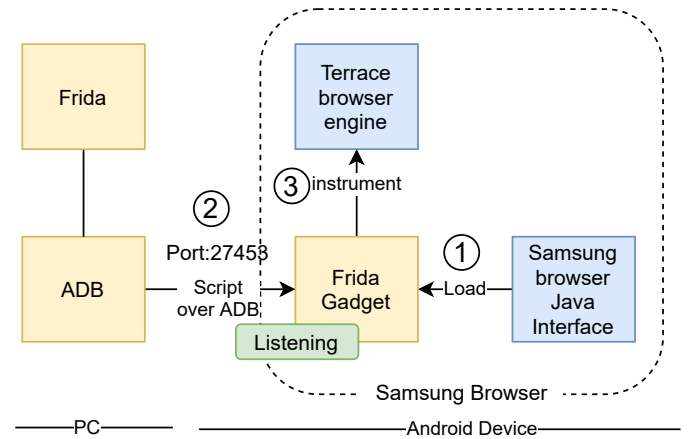 Frida
Terrace
browser
engine
3
instrument
2
Port:27453
1
ADB
Script
over ADB
Frida
Gadget
Load
Samsung
browser
Java
Interface
Listening
Samsung Browser
PC
Android Device